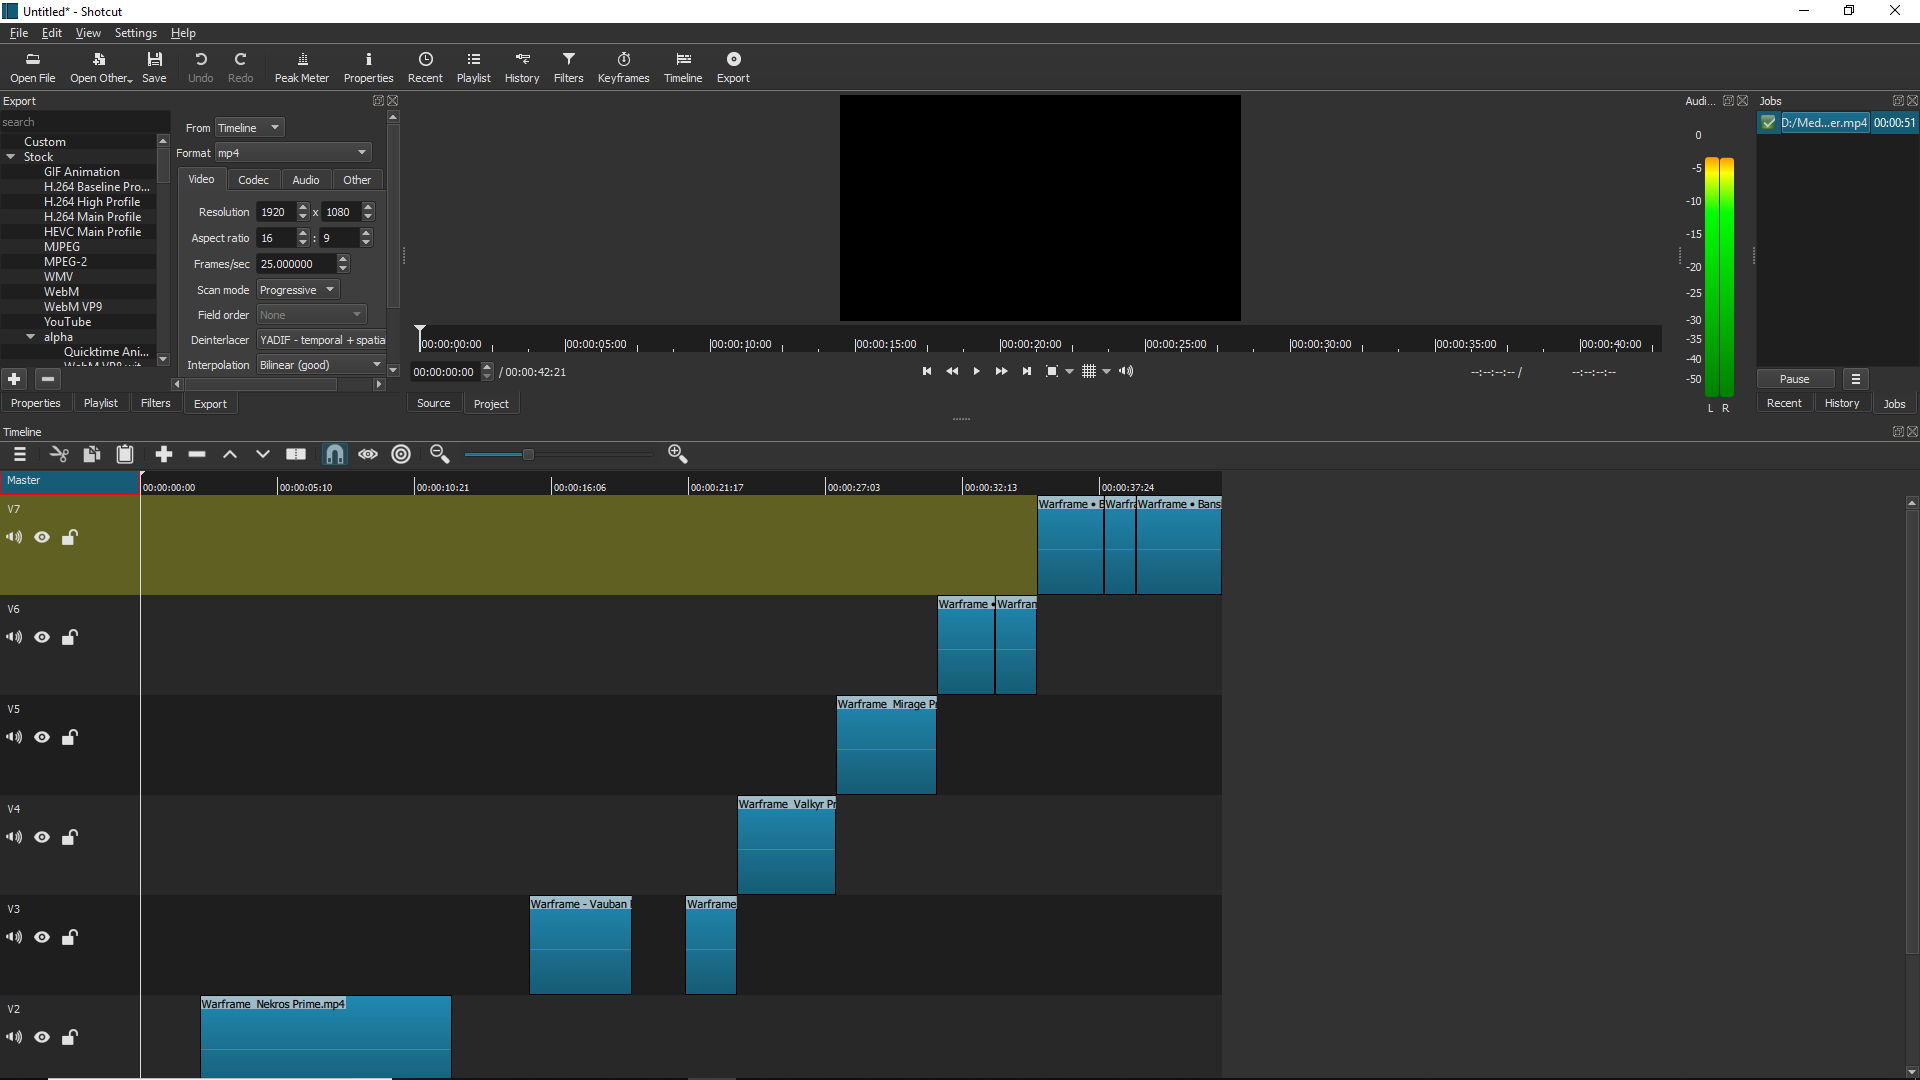 Untitled* - Shotcut
File Edit View Settings Help
Open File Open Other... Save Undo Redo Peak Meter Properties Recent Playlist History Filters Keyframes Timeline Export
Export
search
Custom
Stock
GIF Animation
H.264 Baseline Pro...
H.264 High Profile
H.264 Main Profile
HEVC Main Profile
MJPEG
MPEG-2
WMV
WebM
WebM VP9
YouTube
alpha
Quicktime Ani...
From Timeline
Format mp4
Video Codec Audio Other
Resolution 1920 x 1080
Aspect ratio 16 : 9
Frames/sec 25.000000
Scan mode Progressive
Field order None
Deinterlacer YADIF - temporal + spatia
Interpolation Bilinear (good)
Properties Playlist Filters Export
00:00:00:00 00:00:05:00 00:00:10:00 00:00:15:00 00:00:20:00 00:00:25:00 00:00:30:00 00:00:35:00 00:00:40:00
00:00:00:00 / 00:00:42:21 --:--:--:-- / --:--:--:--
Source Project
Audi...
0
-5
-10
-15
-20
-25
-30
-35
-40
-50
L R
Jobs
D:/Med...er.mp4 00:00:51
Pause
Recent History Jobs
Timeline
Master
00:00:00:00 00:00:05:10 00:00:10:21 00:00:16:06 00:00:21:17 00:00:27:03 00:00:32:13 00:00:37:24
V7
Warframe • B Warfra Warframe • Bans
V6
Warframe • Warfran
V5
Warframe Mirage Pr
V4
Warframe Valkyr Pr
V3
Warframe - Vauban Warframe
V2
Warframe Nekros Prime.mp4